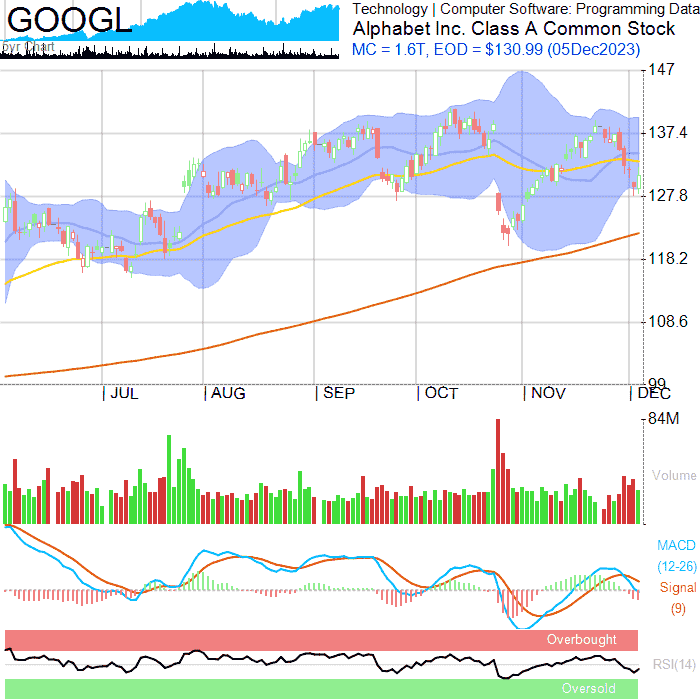 GOOGL
5yr Chart
Technology | Computer Software: Programming Data
Alphabet Inc. Class A Common Stock
MC = 1.6T, EOD = $130.99 (05Dec2023)
147
137.4
127.8
118.2
108.6
99
JUL
AUG
SEP
OCT
NOV
DEC
84M
Volume
MACD
(12-26)
Signal
(9)
Overbought
RSI(14)
Oversold